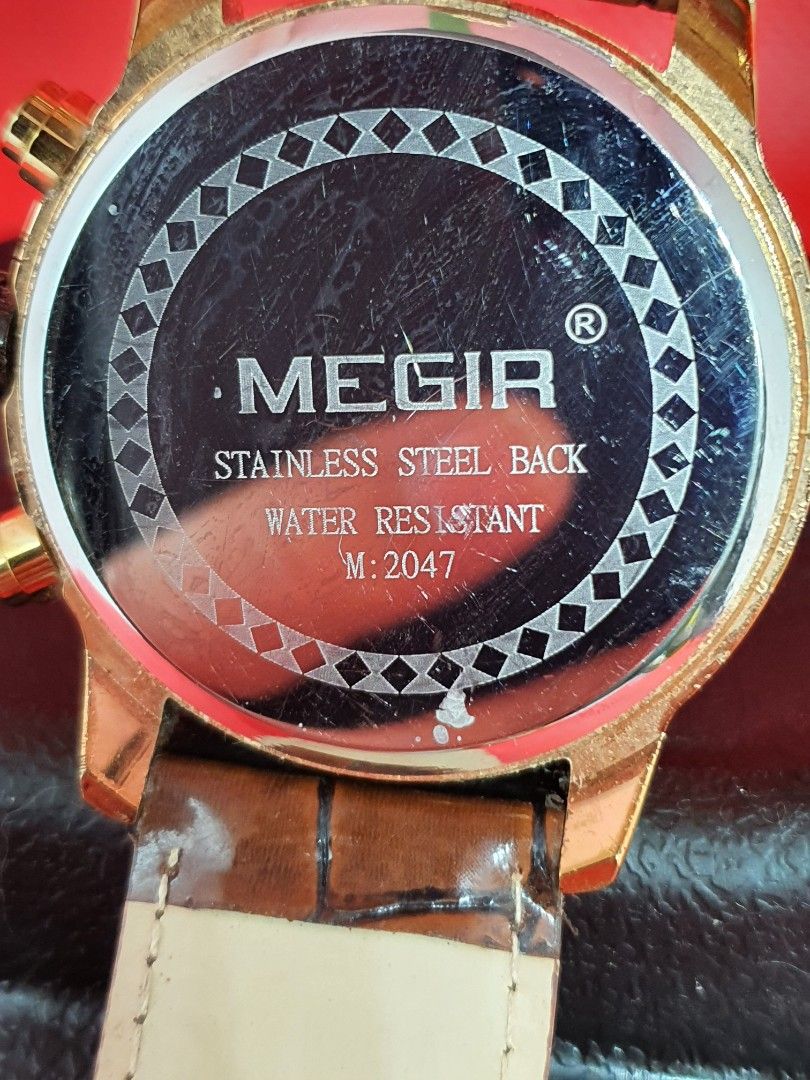 MEGIR®
STAINLESS STEEL BACK
WATER RESISTANT
M:2047